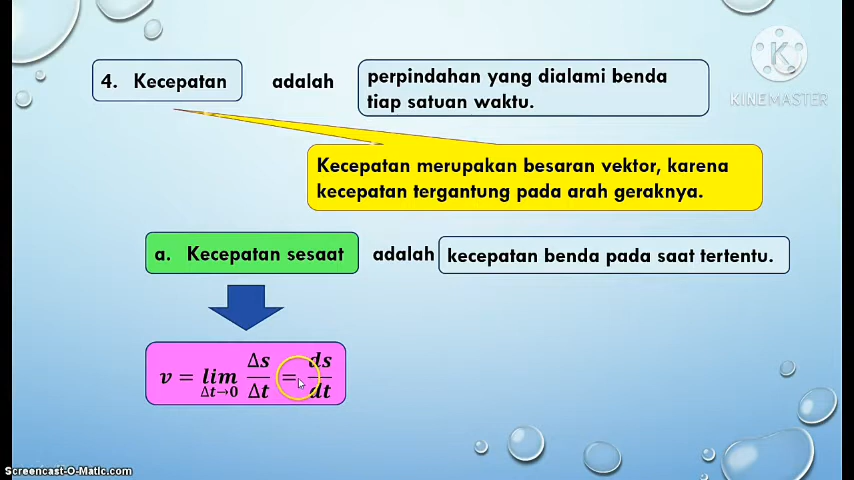 4. Kecepatan adalah perpindahan yang dialami benda
tiap satuan waktu.
KINEMASTER
Kecepatan merupakan besaran vektor, karena
kecepatan tergantung pada arah geraknya.
a. Kecepatan sesaat adalah kecepatan benda pada saat tertentu.
v = lim Δt→0 Δs/Δt = ds/dt
Screencast-O-Matic.com